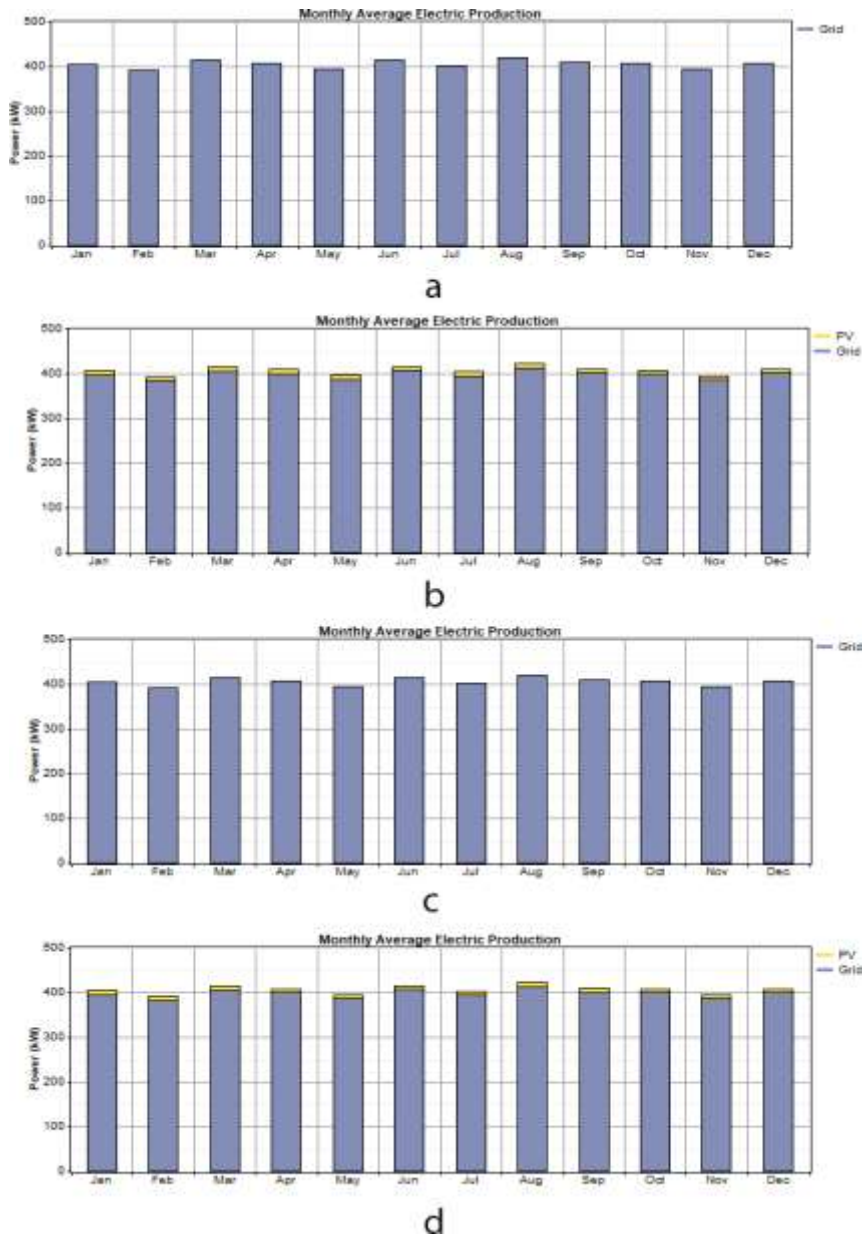 Monthly Average Electric Production
500
400
300
200
100
0
Power (kW)
Grid
Jan Feb Mar Apr May Jun Jul Aug Sep Oct Nov Dec
a
Monthly Average Electric Production
500
400
300
200
100
0
Power (kW)
PV
Grid
Jan Feb Mar Apr May Jun Jul Aug Sep Oct Nov Dec
b
Monthly Average Electric Production
500
400
300
200
100
0
Power (kW)
Grid
Jan Feb Mar Apr May Jun Jul Aug Sep Oct Nov Dec
c
Monthly Average Electric Production
500
400
300
200
100
0
Power (kW)
PV
Grid
Jan Feb Mar Apr May Jun Jul Aug Sep Oct Nov Dec
d